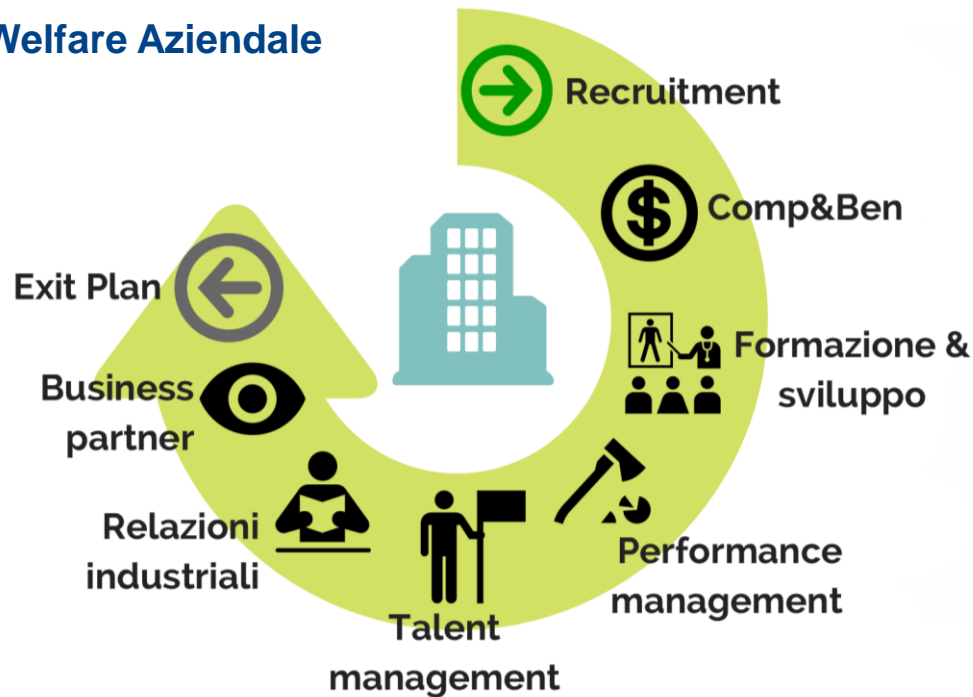 Welfare Aziendale
Recruitment
Comp&Ben
Formazione &
sviluppo
Performance
management
Talent
management
Relazioni
industriali
Business
partner
Exit Plan